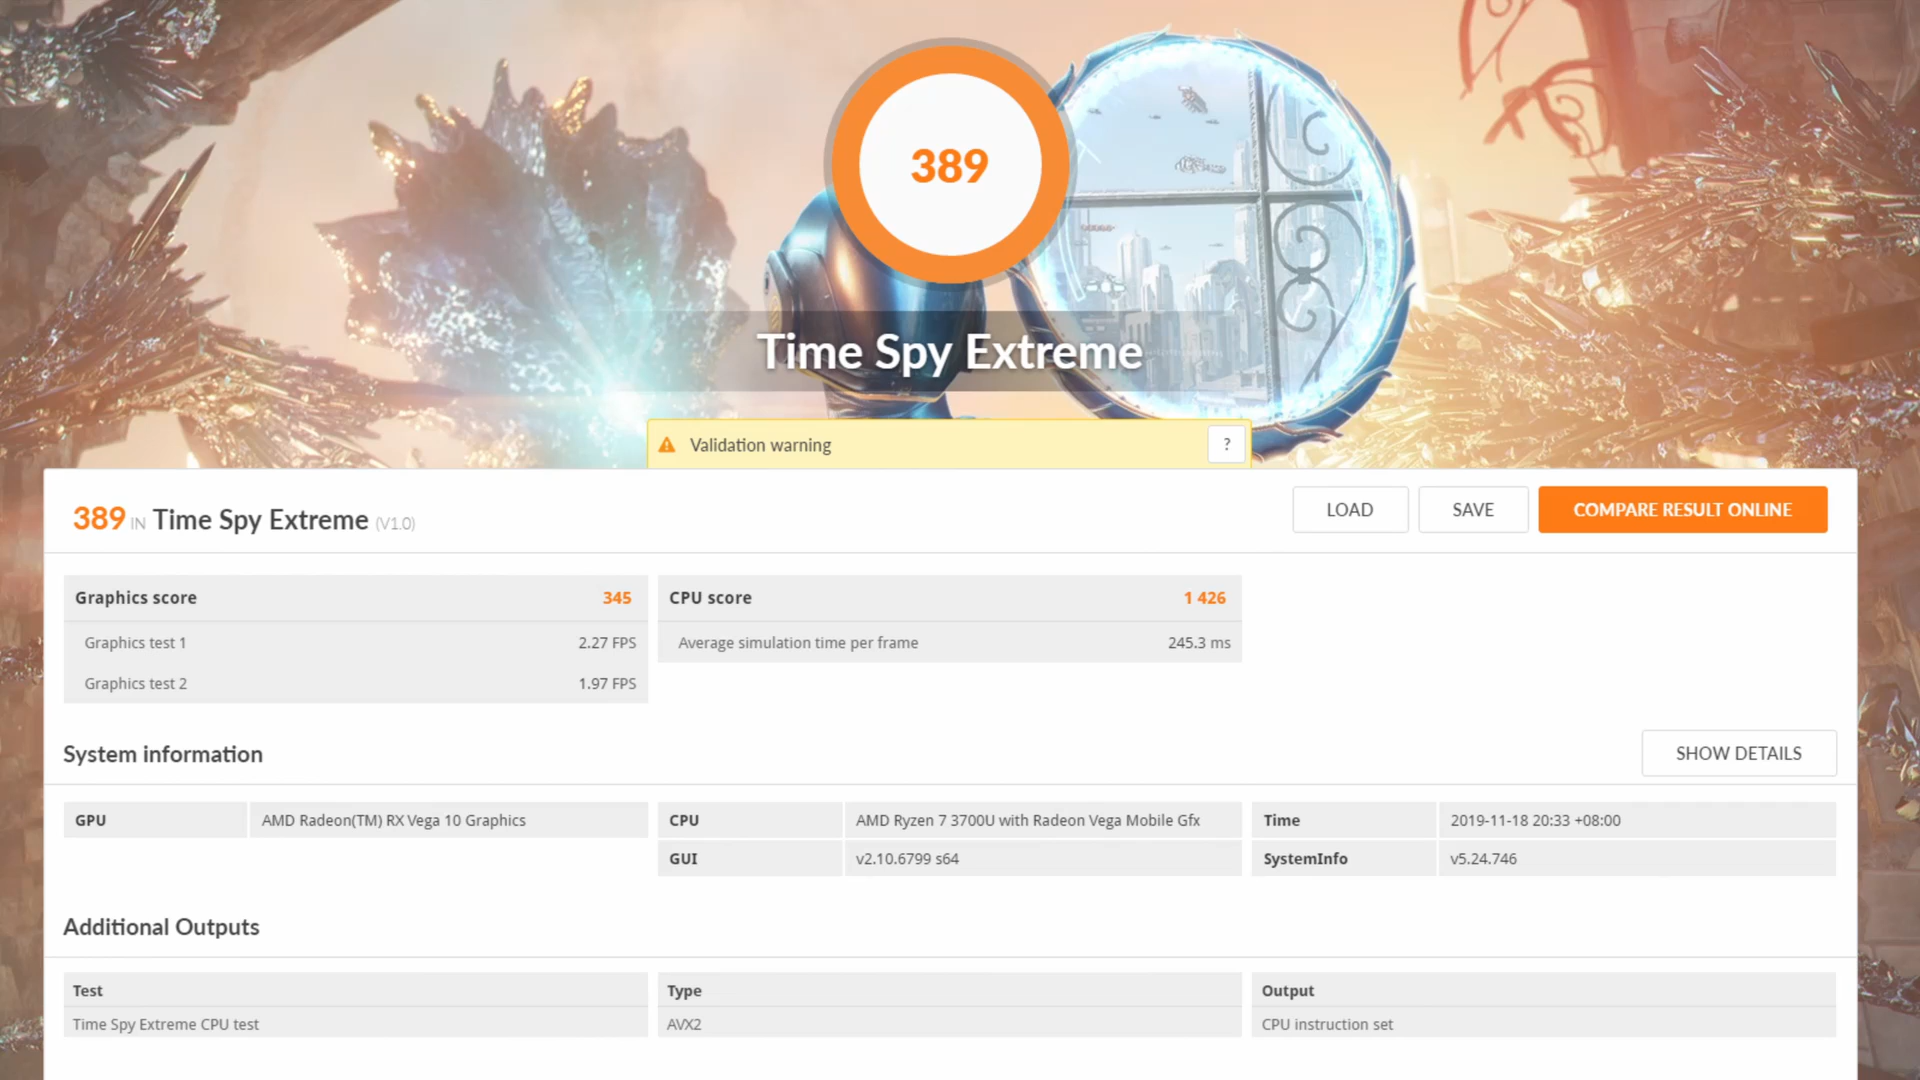 389
Time Spy Extreme
Validation warning ?
389 IN Time Spy Extreme (V1.0) LOAD SAVE COMPARE RESULT ONLINE
Graphics score 345 CPU score 1 426
Graphics test 1 2.27 FPS Average simulation time per frame 245.3 ms
Graphics test 2 1.97 FPS
System information SHOW DETAILS
GPU AMD Radeon(TM) RX Vega 10 Graphics CPU AMD Ryzen 7 3700U with Radeon Vega Mobile Gfx Time 2019-11-18 20:33 +08:00
GUI v2.10.6799 s64 SystemInfo v5.24.746
Additional Outputs
Test Type Output
Time Spy Extreme CPU test AVX2 CPU instruction set